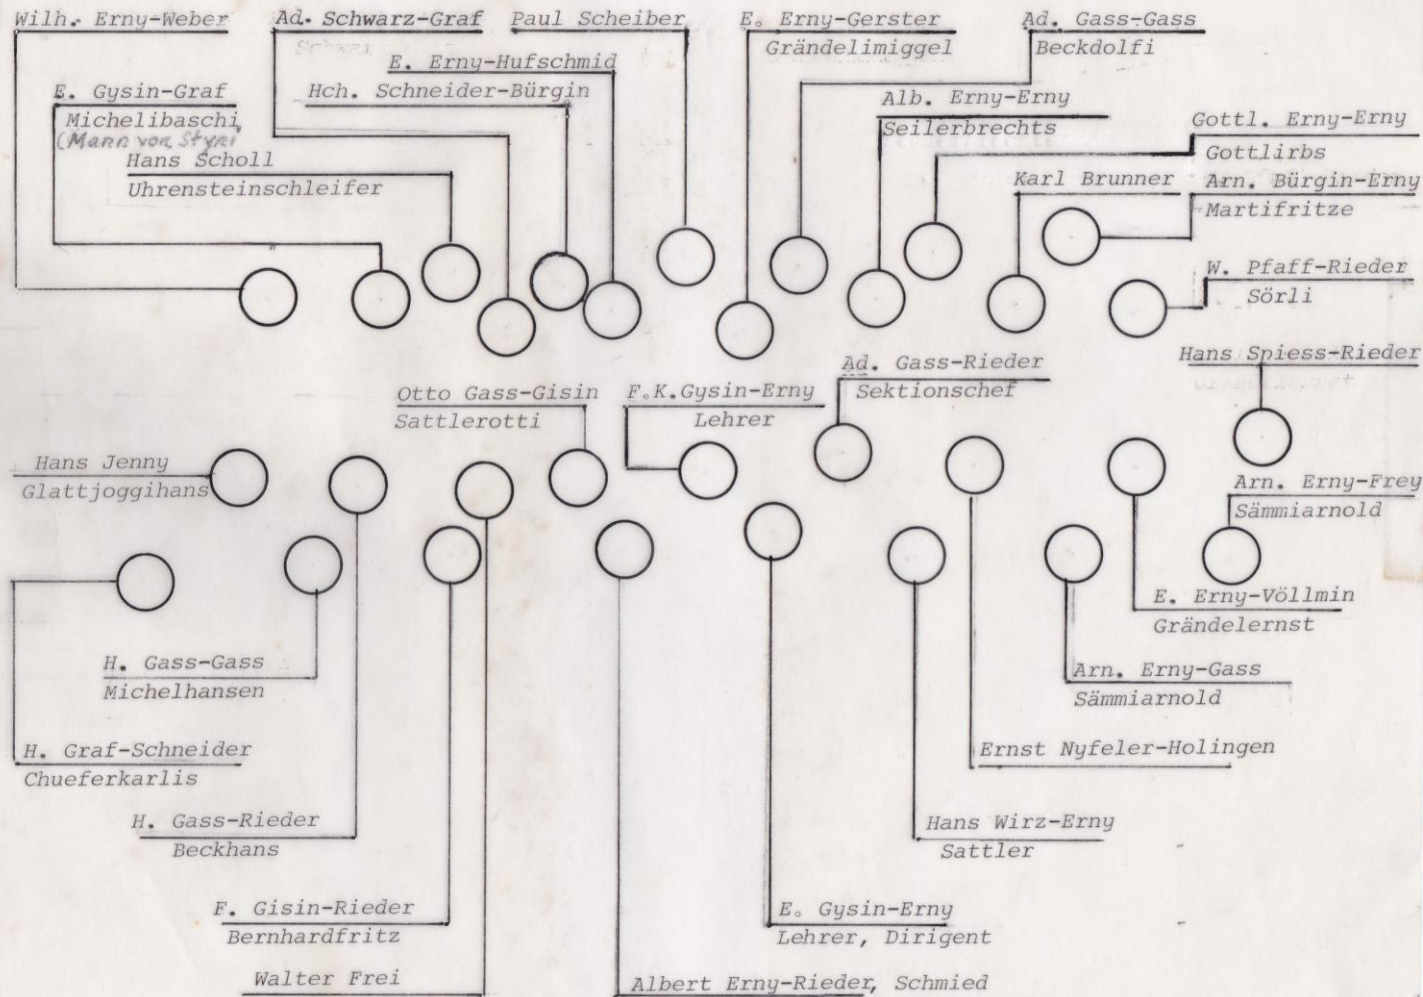 Wilh. Erny-Weber
Ad. Schwarz-Graf
Paul Scheiber
E. Erny-Gerster
Grändelimiggel
Ad. Gass-Gass
Beckdolfi
E. Erny-Hufschmid
E. Gysin-Graf
Michelibaschi
(Mann von Styri
Hch. Schneider-Bürgin
Alb. Erny-Erny
Seilerbrechts
Gottl. Erny-Erny
Gottlirbs
Hans Scholl
Uhrensteinschleifer
Karl Brunner
Arn. Bürgin-Erny
Martifritze
W. Pfaff-Rieder
Sörli
Hans Spiess-Rieder
Ad. Gass-Rieder
Sektionschef
Otto Gass-Gisin
Sattlerotti
F.K.Gysin-Erny
Lehrer
Hans Jenny
Glattjoggihans
Arn. Erny-Frey
Sämmiarnold
E. Erny-Völlmin
Grändelernst
H. Gass-Gass
Michelhansen
Arn. Erny-Gass
Sämmiarnold
H. Graf-Schneider
Chueferkarlis
Ernst Nyfeler-Holingen
H. Gass-Rieder
Beckhans
Hans Wirz-Erny
Sattler
F. Gisin-Rieder
Bernhardfritz
E. Gysin-Erny
Lehrer, Dirigent
Walter Frei
Albert Erny-Rieder, Schmied